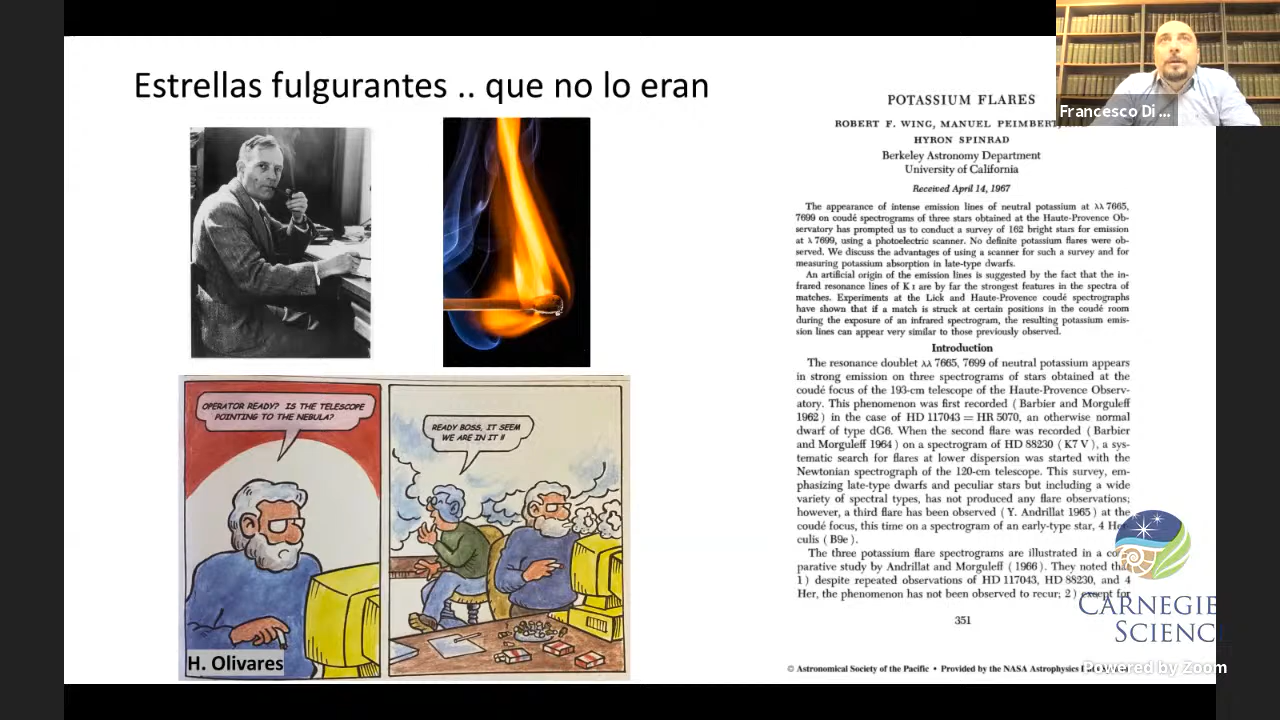 Estrellas fulgurantes .. que no lo eran
OPERATOR READY? IS THE TELESCOPE
POINTING TO THE NEBULA?
READY BOSS, IT SEEM
WE ARE IN IT !!
H. Olivares
POTASSIUM FLARES
ROBERT F. WING, MANUEL PEIMBERT,
HYRON SPINRAD
Berkeley Astronomy Department
University of California
Received April 14, 1967
The appearance of intense emission lines of neutral potassium at λλ 7665,
7699 on coudé spectrograms of three stars obtained at the Haute-Provence Ob-
servatory has prompted us to conduct a survey of 162 bright stars for emission
at λ 7699, using a photoelectric scanner. No definite potassium flares were ob-
served. We discuss the advantages of using a scanner for such a survey and for
measuring potassium absorption in late-type dwarfs.
An artificial origin of the emission lines is suggested by the fact that the in-
frared resonance lines of K I are by far the strongest features in the spectra of
matches. Experiments at the Lick and Haute-Provence coudé spectrographs
have shown that if a match is struck at certain positions in the coudé room
during the exposure of an infrared spectrogram, the resulting potassium emis-
sion lines can appear very similar to those previously observed.
Introduction
The resonance doublet λλ 7665, 7699 of neutral potassium appears
in strong emission on three spectrograms of stars obtained at the
coudé focus of the 193-cm telescope of the Haute-Provence Observ-
atory. This phenomenon was first recorded ( Barbier and Morguleff
1962 ) in the case of HD 117043 = HR 5070, an otherwise normal
dwarf of type dG6. When the second flare was recorded ( Barbier
and Morguleff 1964 ) on a spectrogram of HD 88230 ( K7 V ), a sys-
tematic search for flares at lower dispersion was started with the
Newtonian spectrograph of the 120-cm telescope. This survey, em-
phasizing late-type dwarfs and peculiar stars but including a wide
variety of spectral types, has not produced any flare observations;
however, a third flare has been observed ( Y. Andrillat 1965 ) at the
coudé focus, this time on a spectrogram of an early-type star, 4 Her
culis ( B9e ).
The three potassium flare spectrograms are illustrated in a com
parative study by Andrillat and Morguleff ( 1966 ). They noted that
1 ) despite repeated observations of HD 117043, HD 88230, and 4
Her, the phenomenon has not been observed to recur; 2 ) except for
351
© Astronomical Society of the Pacific • Provided by the NASA Astrophysics
Francesco Di ...
CARNEGIE
SCIENC
Powered by Zoom